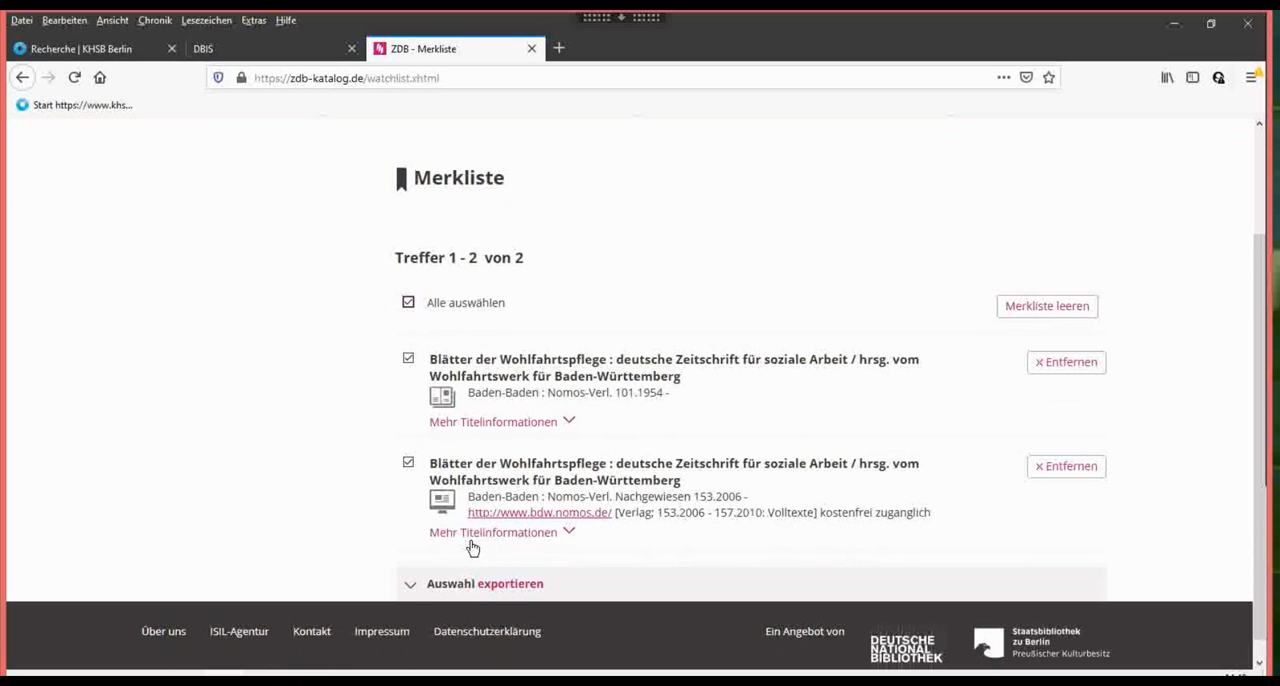 Datei Bearbeiten Ansicht Chronik Lesezeichen Extras Hilfe
Recherche | KHSB Berlin DBIS ZDB - Merkliste
https://zdb-katalog.de/watchlist.xhtml
Start https://www.khs...
Merkliste
Treffer 1 - 2 von 2
Alle auswählen
Merkliste leeren
Blätter der Wohlfahrtspflege : deutsche Zeitschrift für soziale Arbeit / hrsg. vom
Wohlfahrtswerk für Baden-Württemberg
Entfernen
Baden-Baden : Nomos-Verl. 101.1954 -
Mehr Titelinformationen
Blätter der Wohlfahrtspflege : deutsche Zeitschrift für soziale Arbeit / hrsg. vom
Wohlfahrtswerk für Baden-Württemberg
Entfernen
Baden-Baden : Nomos-Verl. Nachgewiesen 153.2006 -
http://www.bdw.nomos.de/ [Verlag; 153.2006 - 157.2010: Volltexte] kostenfrei zugänglich
Mehr Titelinformationen
Auswahl exportieren
Über uns ISIL-Agentur Kontakt Impressum Datenschutzerklärung
Ein Angebot von
DEUTSCHE
NATIONAL
BIBLIOTHEK
Staatsbibliothek
zu Berlin
Preußischer Kulturbesitz